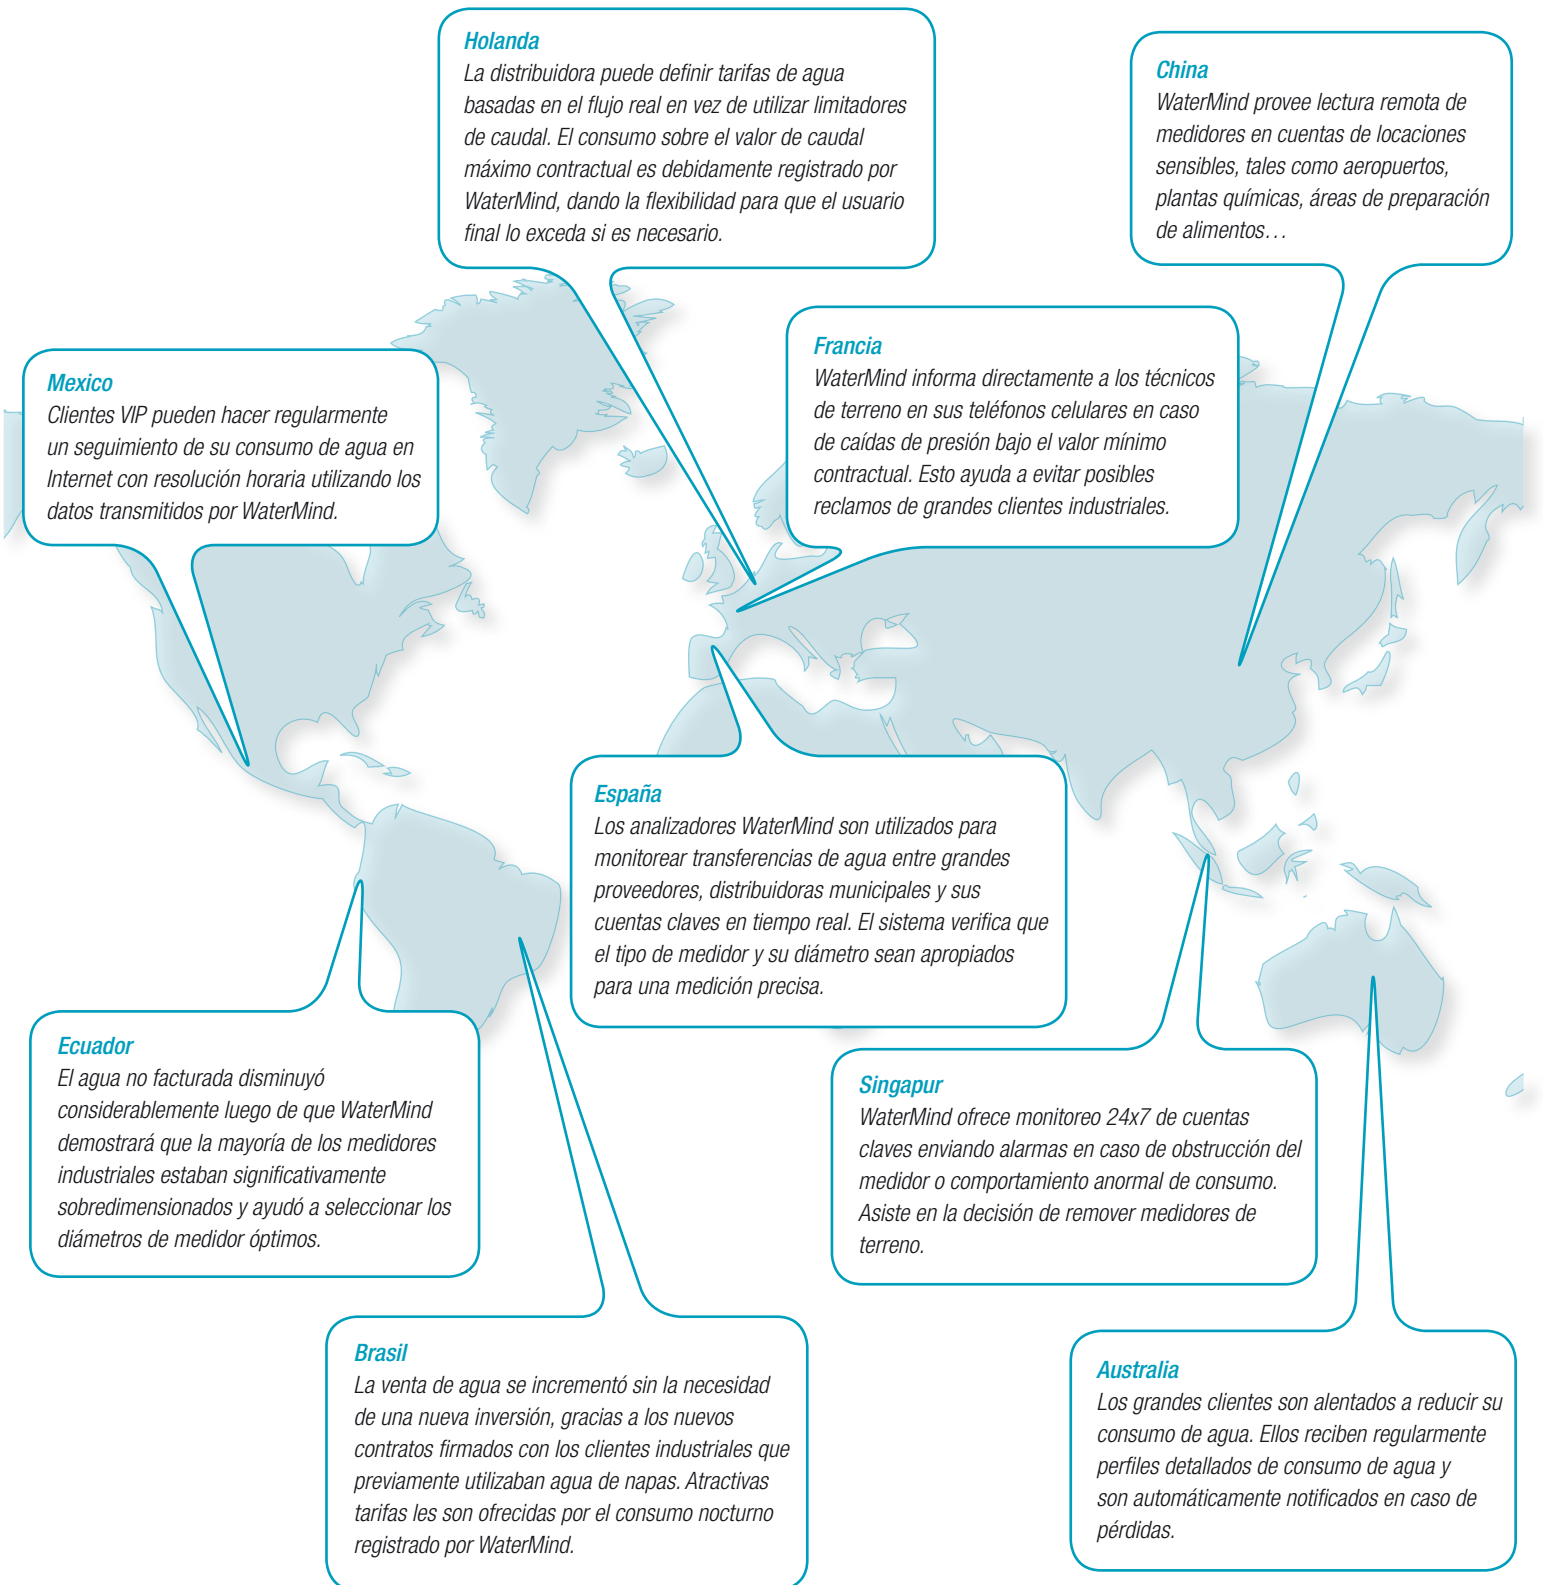 Holanda
La distribuidora puede definir tarifas de agua
basadas en el flujo real en vez de utilizar limitadores
de caudal. El consumo sobre el valor de caudal
máximo contractual es debidamente registrado por
WaterMind, dando la flexibilidad para que el usuario
final lo exceda si es necesario.
China
WaterMind provee lectura remota de
medidores en cuentas de locaciones
sensibles, tales como aeropuertos,
plantas químicas, áreas de preparación
de alimentos…
Francia
WaterMind informa directamente a los técnicos
de terreno en sus teléfonos celulares en caso
de caídas de presión bajo el valor mínimo
contractual. Esto ayuda a evitar posibles
reclamos de grandes clientes industriales.
Mexico
Clientes VIP pueden hacer regularmente
un seguimiento de su consumo de agua en
Internet con resolución horaria utilizando los
datos transmitidos por WaterMind.
España
Los analizadores WaterMind son utilizados para
monitorear transferencias de agua entre grandes
proveedores, distribuidoras municipales y sus
cuentas claves en tiempo real. El sistema verifica que
el tipo de medidor y su diámetro sean apropiados
para una medición precisa.
Ecuador
El agua no facturada disminuyó
considerablemente luego de que WaterMind
demostrará que la mayoría de los medidores
industriales estaban significativamente
sobredimensionados y ayudó a seleccionar los
diámetros de medidor óptimos.
Singapur
WaterMind ofrece monitoreo 24x7 de cuentas
claves enviando alarmas en caso de obstrucción del
medidor o comportamiento anormal de consumo.
Asiste en la decisión de remover medidores de
terreno.
Brasil
La venta de agua se incrementó sin la necesidad
de una nueva inversión, gracias a los nuevos
contratos firmados con los clientes industriales que
previamente utilizaban agua de napas. Atractivas
tarifas les son ofrecidas por el consumo nocturno
registrado por WaterMind.
Australia
Los grandes clientes son alentados a reducir su
consumo de agua. Ellos reciben regularmente
perfiles detallados de consumo de agua y
son automáticamente notificados en caso de
pérdidas.